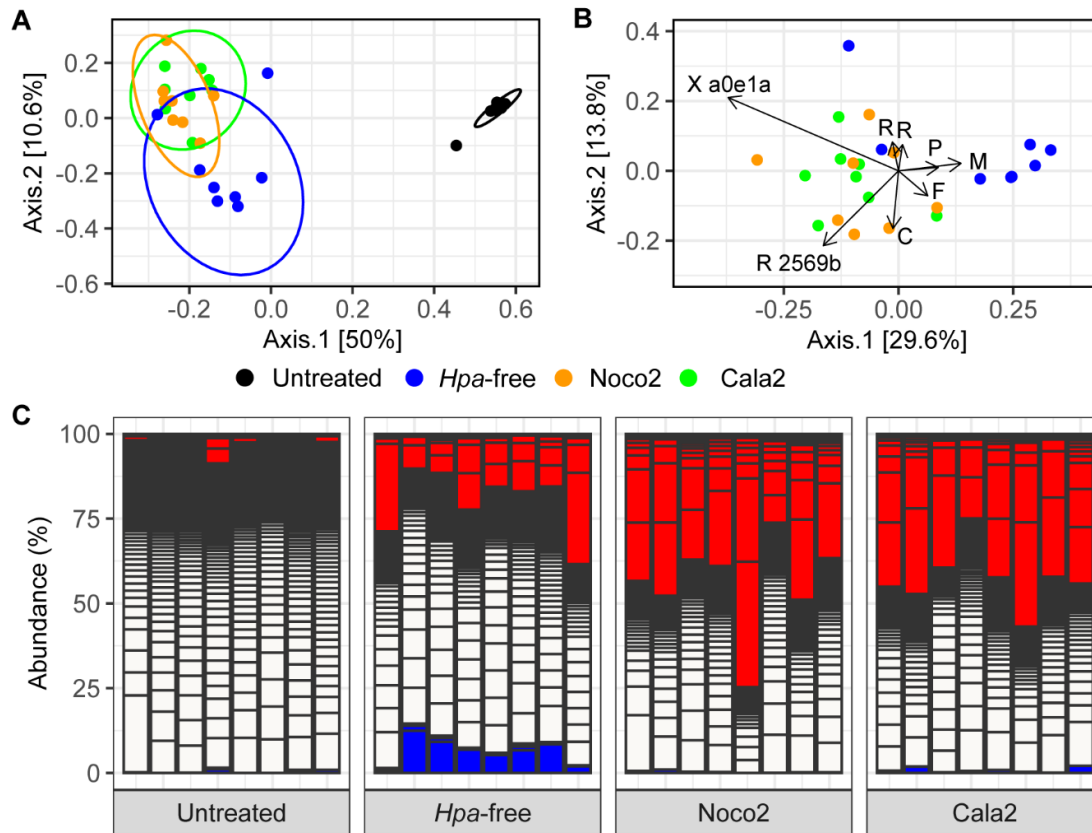 A
0.2
0.0
-0.2
-0.4
-0.6
Axis.2 [10.6%]
-0.2 0.0 0.2 0.4 0.6
Axis.1 [50%]
B
0.4
0.2
0.0
-0.2
Axis.2 [13.8%]
X a0e1a
R R
P
M
F
C
R 2569b
-0.25 0.00 0.25
Axis.1 [29.6%]
Untreated Hpa-free Noco2 Cala2
C
100
75
50
25
0
Abundance (%)
Untreated Hpa-free Noco2 Cala2